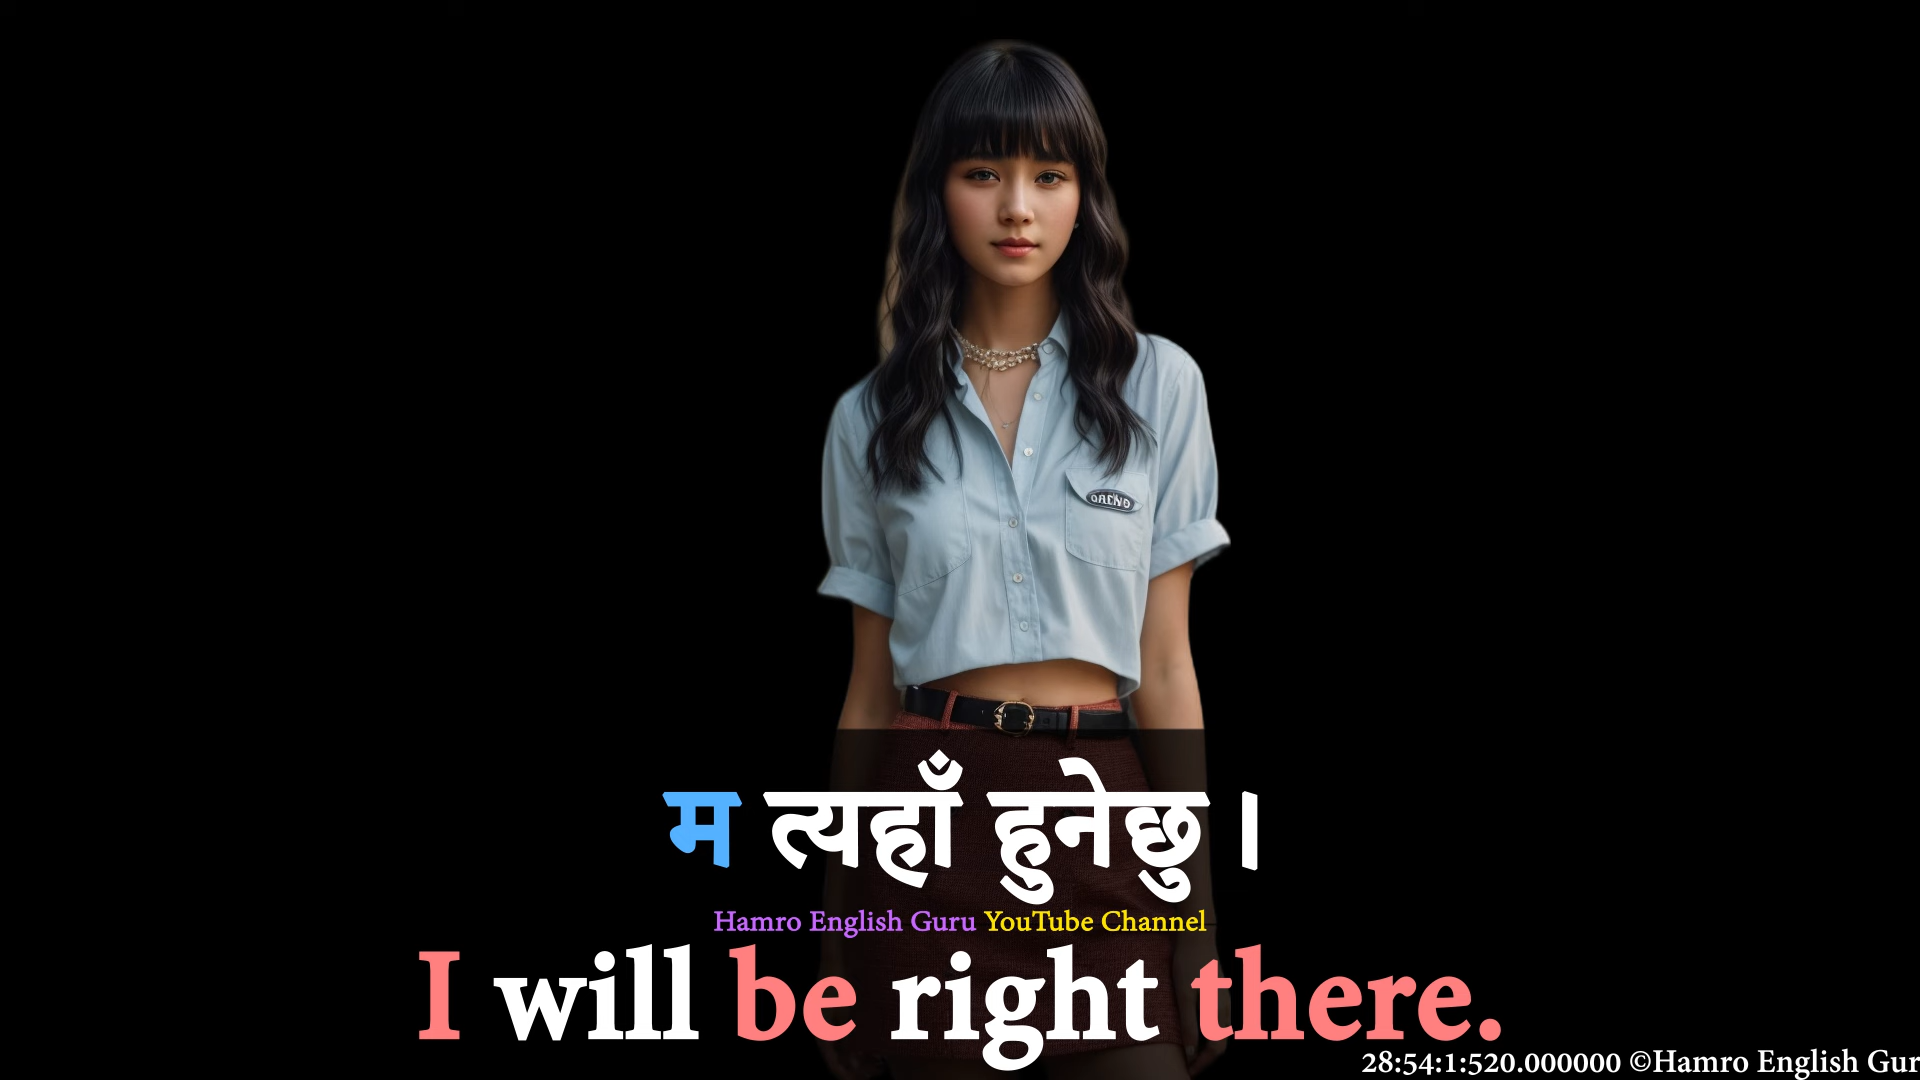 म त्यहाँ हुनेछु ।
Hamro English Guru YouTube Channel
I will be right there.
28:54:1:520.000000 ©Hamro English Gur